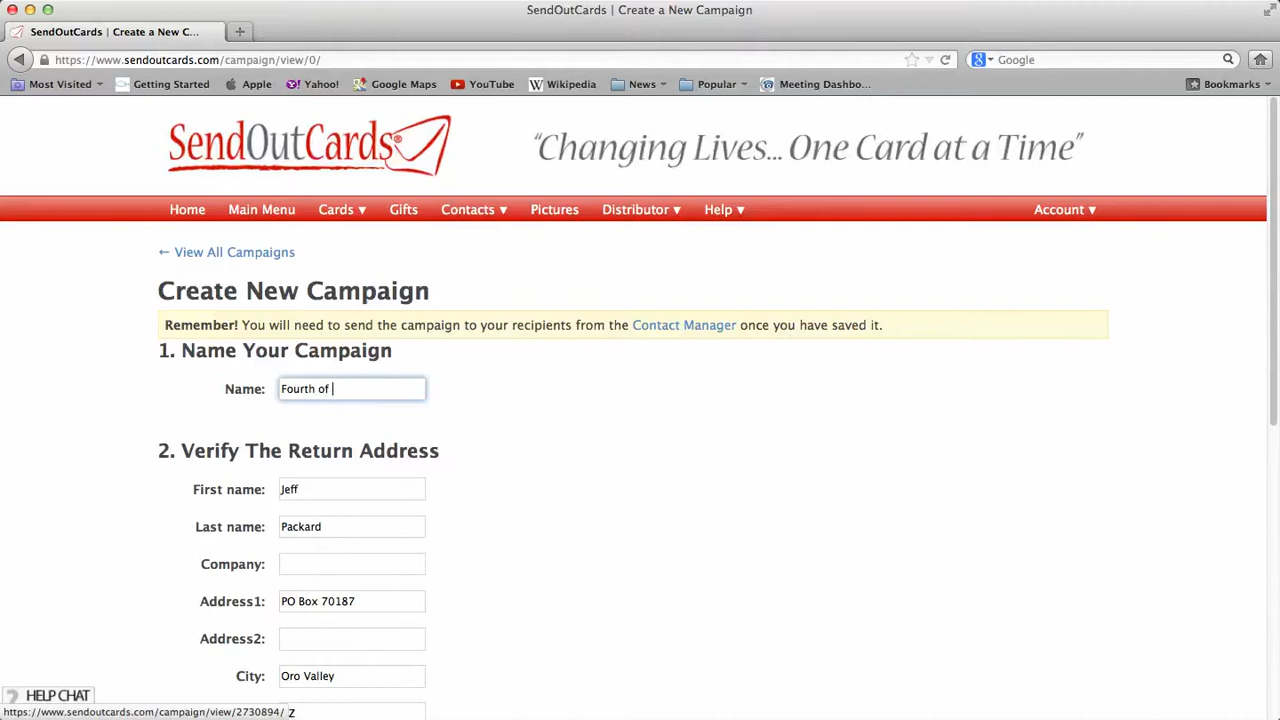 SendOutCards | Create a New Campaign
SendOutCards | Create a New C...
https://www.sendoutcards.com/campaign/view/0/
Google
Most Visited
Getting Started
Apple
Yahoo!
Google Maps
YouTube
Wikipedia
News
Popular
Meeting Dashbo...
Bookmarks
SendOutCards®
“Changing Lives... One Card at a Time”
Home
Main Menu
Cards ▼
Gifts
Contacts ▼
Pictures
Distributor ▼
Help ▼
Account ▼
← View All Campaigns
Create New Campaign
Remember! You will need to send the campaign to your recipients from the Contact Manager once you have saved it.
1. Name Your Campaign
Name: Fourth of
2. Verify The Return Address
First name: Jeff
Last name: Packard
Company:
Address1: PO Box 70187
Address2:
City: Oro Valley
HELP CHAT
https://www.sendoutcards.com/campaign/view/2730894/
Z